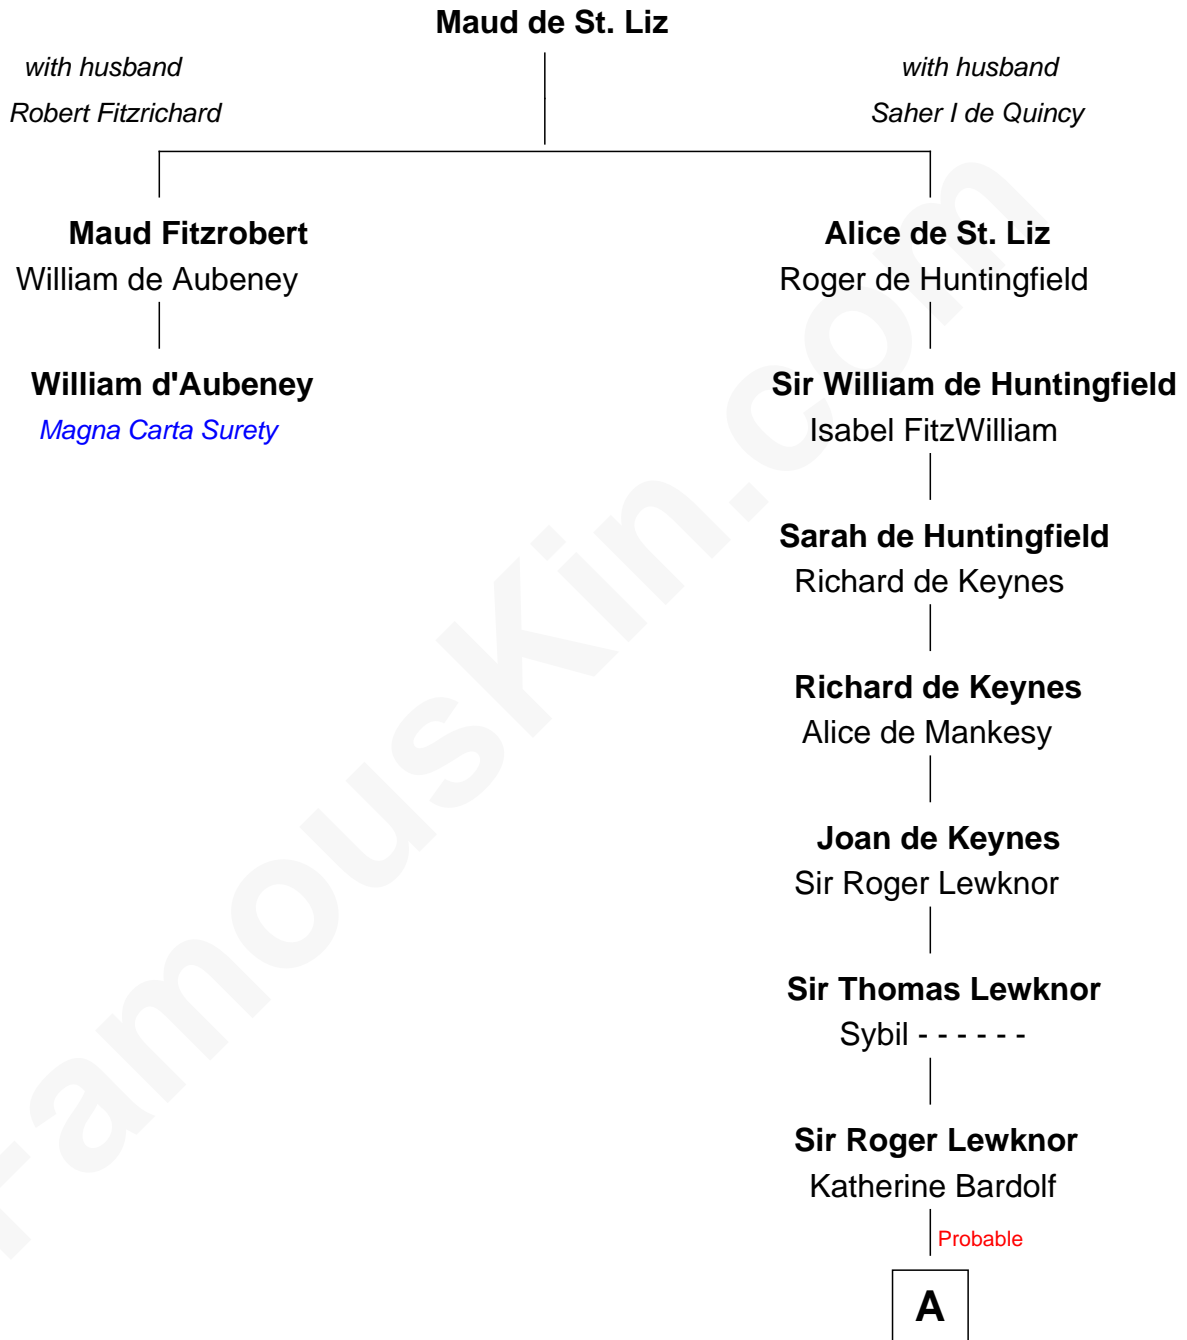 Maud de St. Liz
with husband
Robert Fitzrichard
with husband
Saher I de Quincy
Maud Fitzrobert
William de Aubeney
Alice de St. Liz
Roger de Huntingfield
William d'Aubeney
Magna Carta Surety
Sir William de Huntingfield
Isabel FitzWilliam
Sarah de Huntingfield
Richard de Keynes
Richard de Keynes
Alice de Mankesy
Joan de Keynes
Sir Roger Lewknor
Sir Thomas Lewknor
Sybil - - - - - -
Sir Roger Lewknor
Katherine Bardolf
Probable
A
FamousKin.com